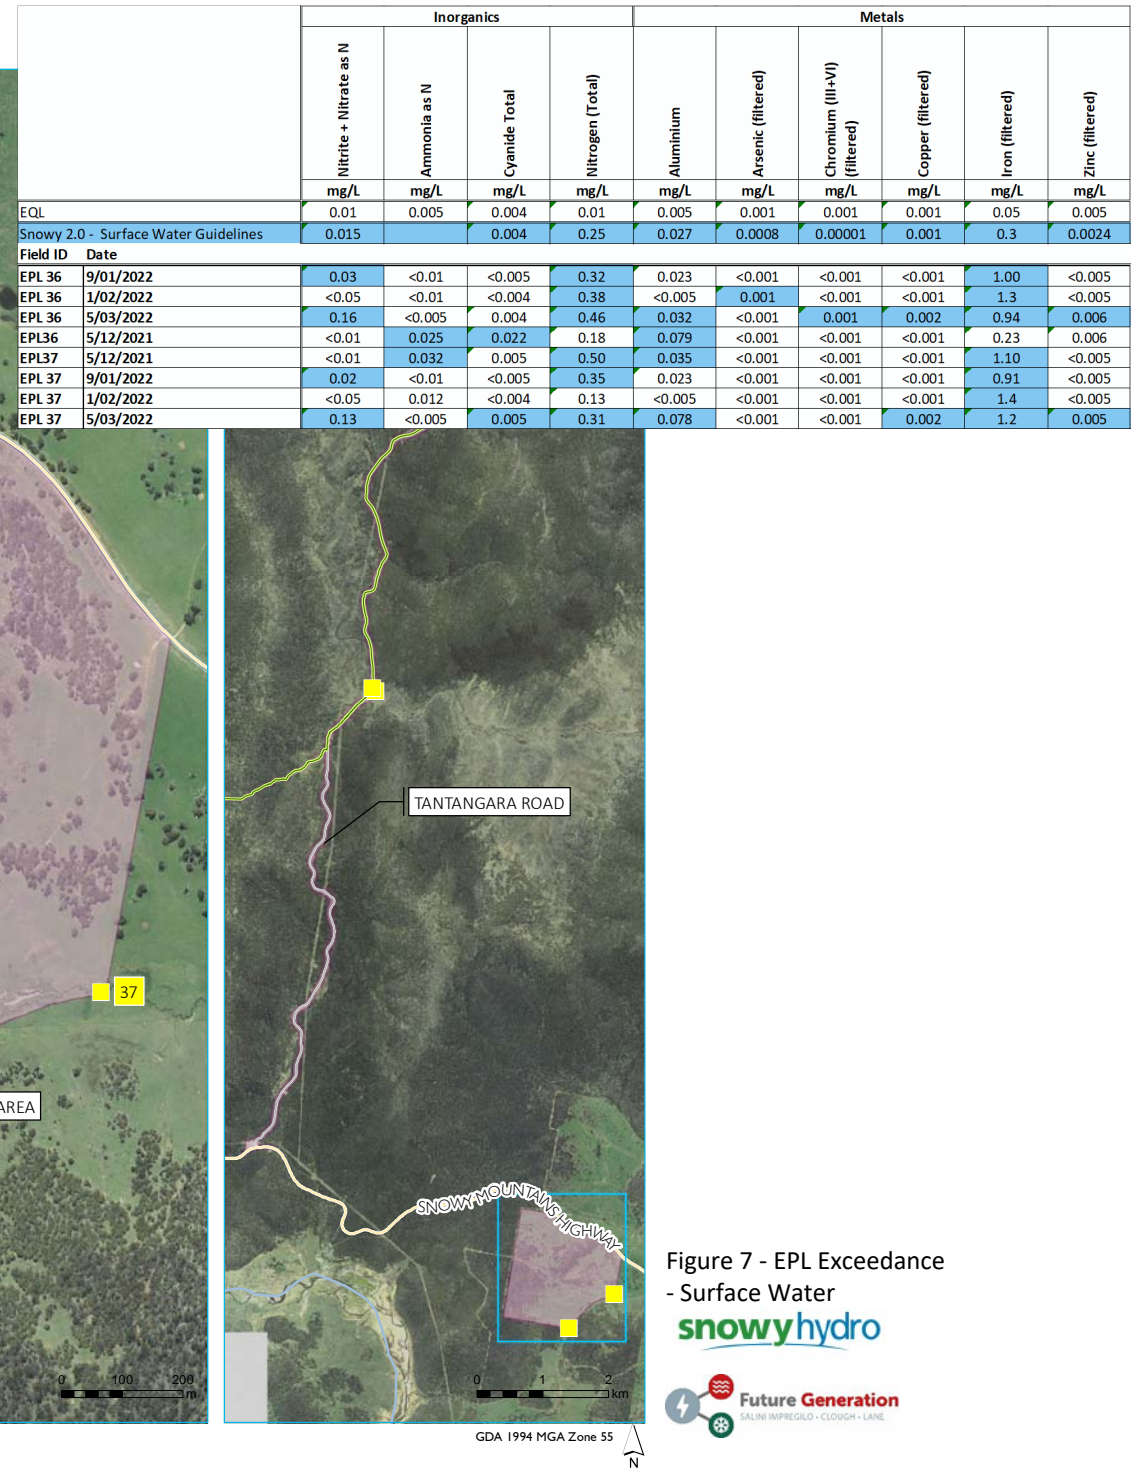 Inorganics Metals
Nitrite + Nitrate as N Ammonia as N Cyanide Total Nitrogen (Total) Aluminium Arsenic (filtered) Chromium (III+VI) (filtered) Copper (filtered) Iron (filtered) Zinc (filtered)
mg/L mg/L mg/L mg/L mg/L mg/L mg/L mg/L mg/L mg/L
EQL 0.01 0.005 0.004 0.01 0.005 0.001 0.001 0.001 0.05 0.005
Snowy 2.0 - Surface Water Guidelines 0.015 0.004 0.25 0.027 0.0008 0.00001 0.001 0.3 0.0024
Field ID Date
EPL 36 9/01/2022 0.03 <0.01 <0.005 0.32 0.023 <0.001 <0.001 <0.001 1.00 <0.005
EPL 36 1/02/2022 <0.05 <0.01 <0.004 0.38 <0.005 0.001 <0.001 <0.001 1.3 <0.005
EPL 36 5/03/2022 0.16 <0.005 0.004 0.46 0.032 <0.001 0.001 0.002 0.94 0.006
EPL36 5/12/2021 <0.01 0.025 0.022 0.18 0.079 <0.001 <0.001 <0.001 0.23 0.006
EPL37 5/12/2021 <0.01 0.032 0.005 0.50 0.035 <0.001 <0.001 <0.001 1.10 <0.005
EPL 37 9/01/2022 0.02 <0.01 <0.005 0.35 0.023 <0.001 <0.001 <0.001 0.91 <0.005
EPL 37 1/02/2022 <0.05 0.012 <0.004 0.13 <0.005 <0.001 <0.001 <0.001 1.4 <0.005
EPL 37 5/03/2022 0.13 <0.005 0.005 0.31 0.078 <0.001 <0.001 0.002 1.2 0.005
TANTANGARA ROAD
37
AREA
SNOWY MOUNTAINS HIGHWAY
Figure 7 - EPL Exceedance
- Surface Water
snowyhydro
0 100 200
m
0 1 2
km
Future Generation
SALINI IMPREGILO • CLOUGH • LANE
GDA 1994 MGA Zone 55
N